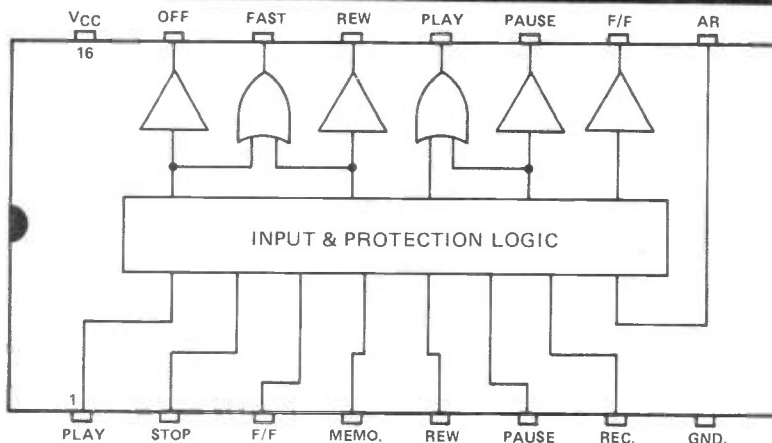 VCC OFF FAST REW PLAY PAUSE F/F AR
16
INPUT & PROTECTION LOGIC
1
PLAY STOP F/F MEMO. REW PAUSE REC. GND.